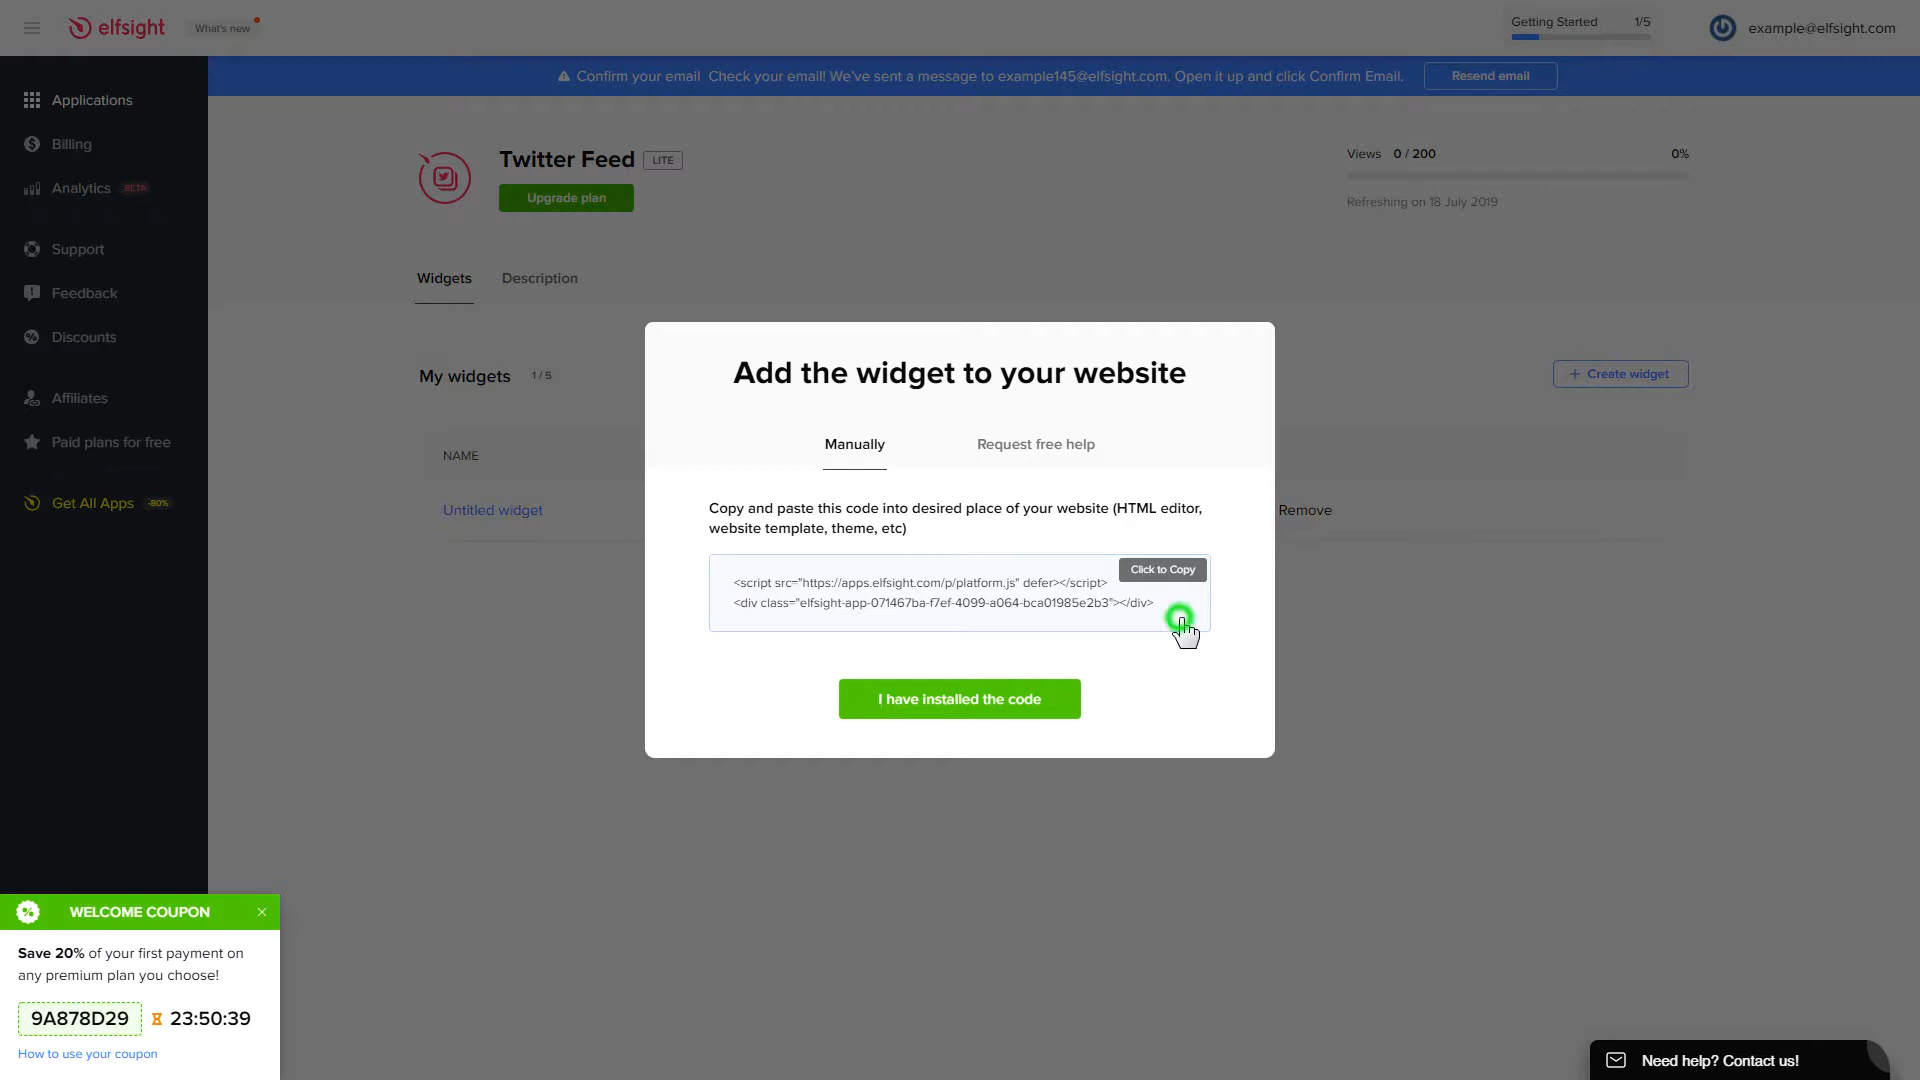 elfsight
What's new
Getting Started 1/5
example@elfsight.com
Confirm your email Check your email! We've sent a message to example145@elfsight.com. Open it up and click Confirm Email.
Resend email
Applications
Billing
Analytics BETA
Support
Feedback
Discounts
Affiliates
Paid plans for free
Get All Apps -80%
Twitter Feed LITE
Upgrade plan
Views 0 / 200 0%
Refreshing on 18 July 2019
Widgets Description
My widgets 1 / 5
+ Create widget
NAME
Untitled widget
Remove
Add the widget to your website
Manually Request free help
Copy and paste this code into desired place of your website (HTML editor,
website template, theme, etc)
Click to Copy
<script src="https://apps.elfsight.com/p/platform.js" defer></script>
<div class="elfsight-app-071467ba-f7ef-4099-a064-bca01985e2b3"></div>
I have installed the code
WELCOME COUPON
Save 20% of your first payment on
any premium plan you choose!
9A878D29 23:50:39
How to use your coupon
Need help? Contact us!